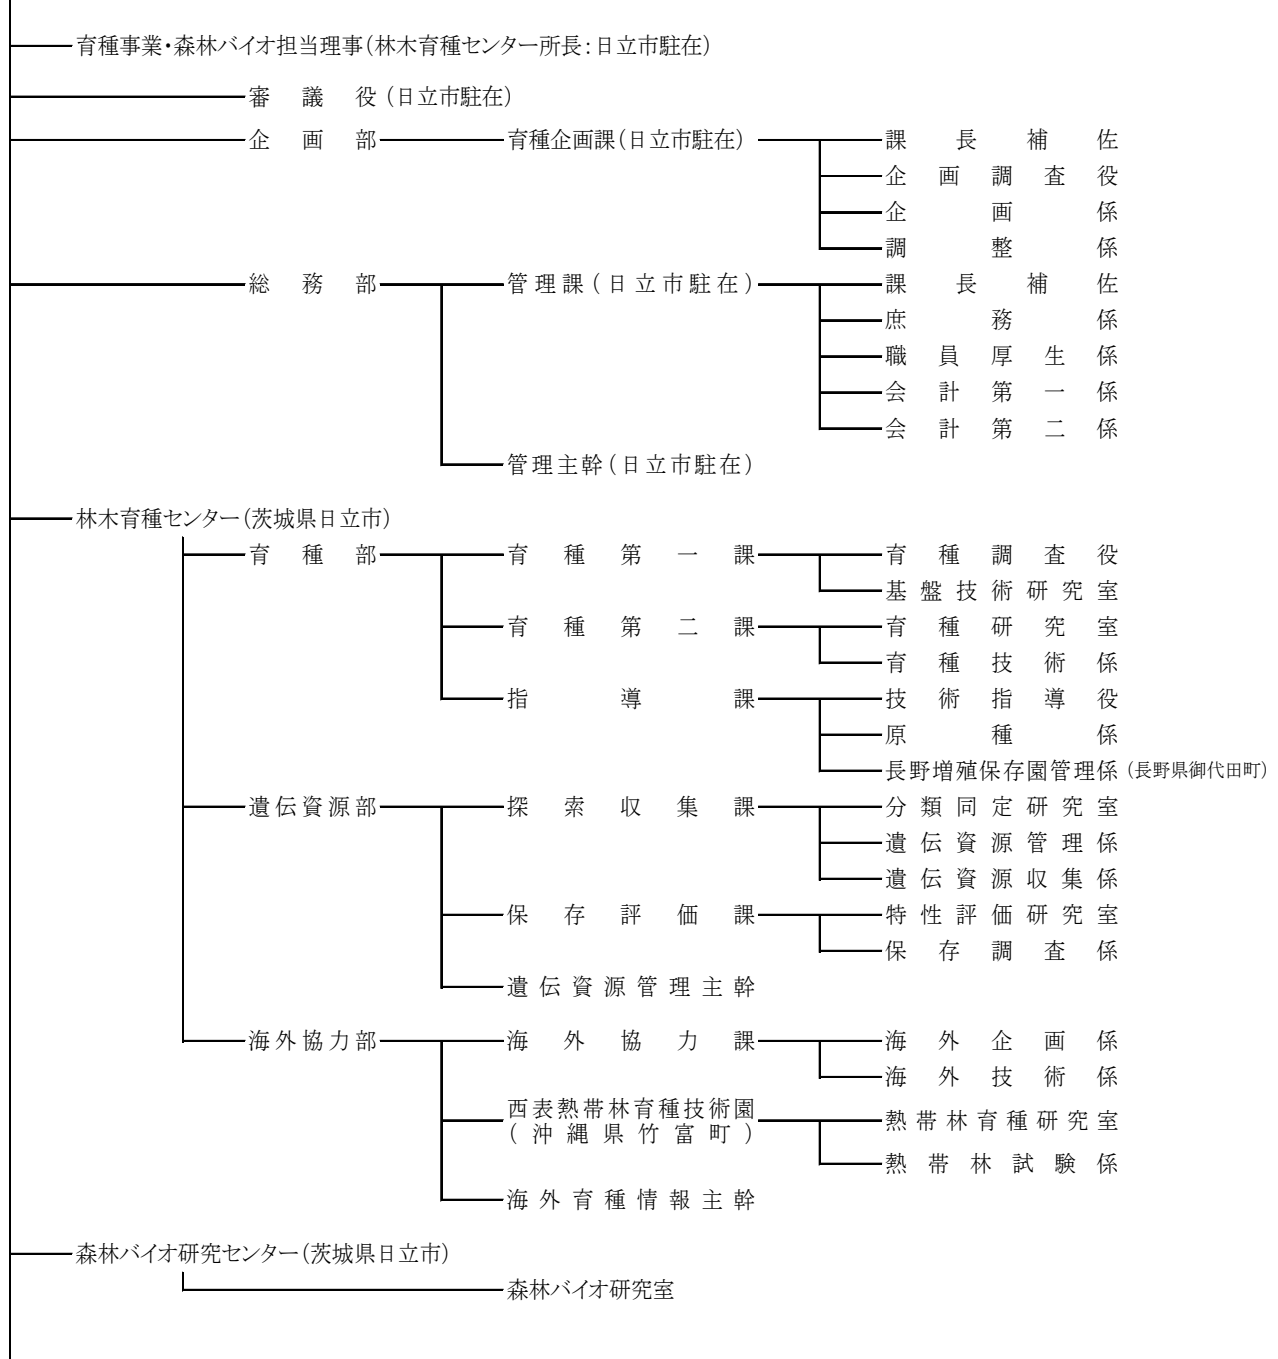 育種事業・森林バイオ担当理事(林木育種センター所長:日立市駐在)
審議役(日立市駐在)
企画部 育種企画課(日立市駐在) 課長補佐
企画調査役
企画係
調整係
総務部 管理課(日立市駐在) 課長補佐
庶務係
職員厚生係
会計第一係
会計第二係
管理主幹(日立市駐在)
林木育種センター(茨城県日立市)
育種部 育種第一課 育種調査役
基盤技術研究室
育種第二課 育種研究室
育種技術係
指導課 技術指導役
原種係
長野増殖保存園管理係(長野県御代田町)
遺伝資源部 探索収集課 分類同定研究室
遺伝資源管理係
遺伝資源収集係
保存評価課 特性評価研究室
保存調査係
遺伝資源管理主幹
海外協力部 海外協力課 海外企画係
海外技術係
西表熱帯林育種技術園 熱帯林育種研究室
(沖縄県竹富町)
熱帯林試験係
海外育種情報主幹
森林バイオ研究センター(茨城県日立市)
森林バイオ研究室